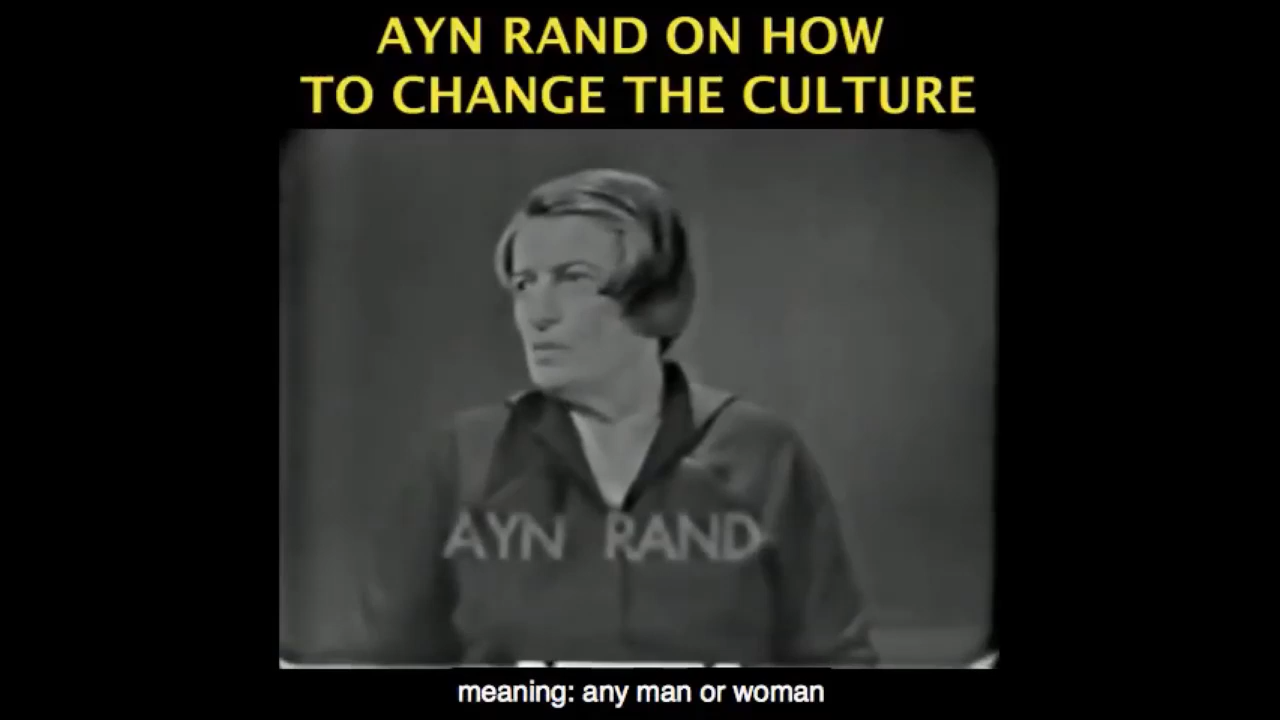 AYN RAND ON HOW
TO CHANGE THE CULTURE
AYN RAND
meaning: any man or woman